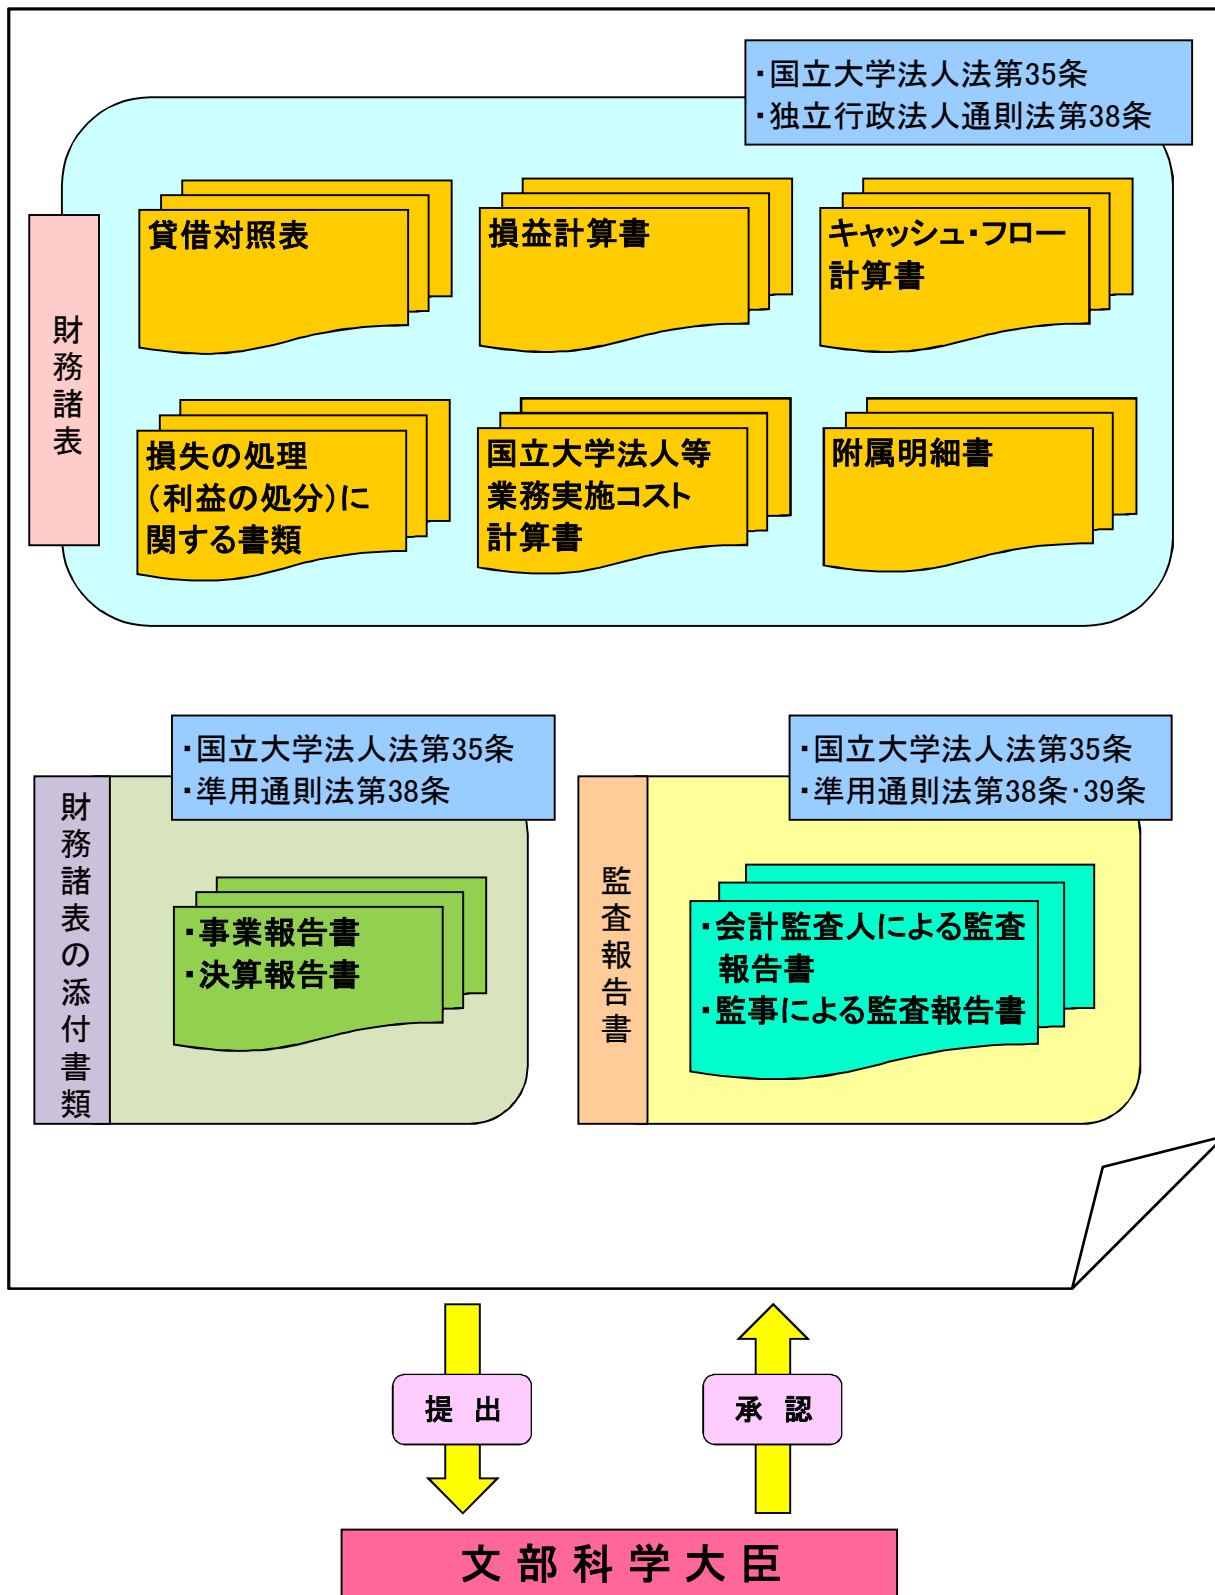 ・国立大学法人法第35条
・独立行政法人通則法第38条
財務諸表
貸借対照表
損益計算書
キャッシュ・フロー
計算書
損失の処理
(利益の処分)に
関する書類
国立大学法人等
業務実施コスト
計算書
附属明細書
・国立大学法人法第35条
・準用通則法第38条
財務諸表の添付書類
・事業報告書
・決算報告書
・国立大学法人法第35条
・準用通則法第38条・39条
監査報告書
・会計監査人による監査
報告書
・監事による監査報告書
提 出
承 認
文部科学大臣